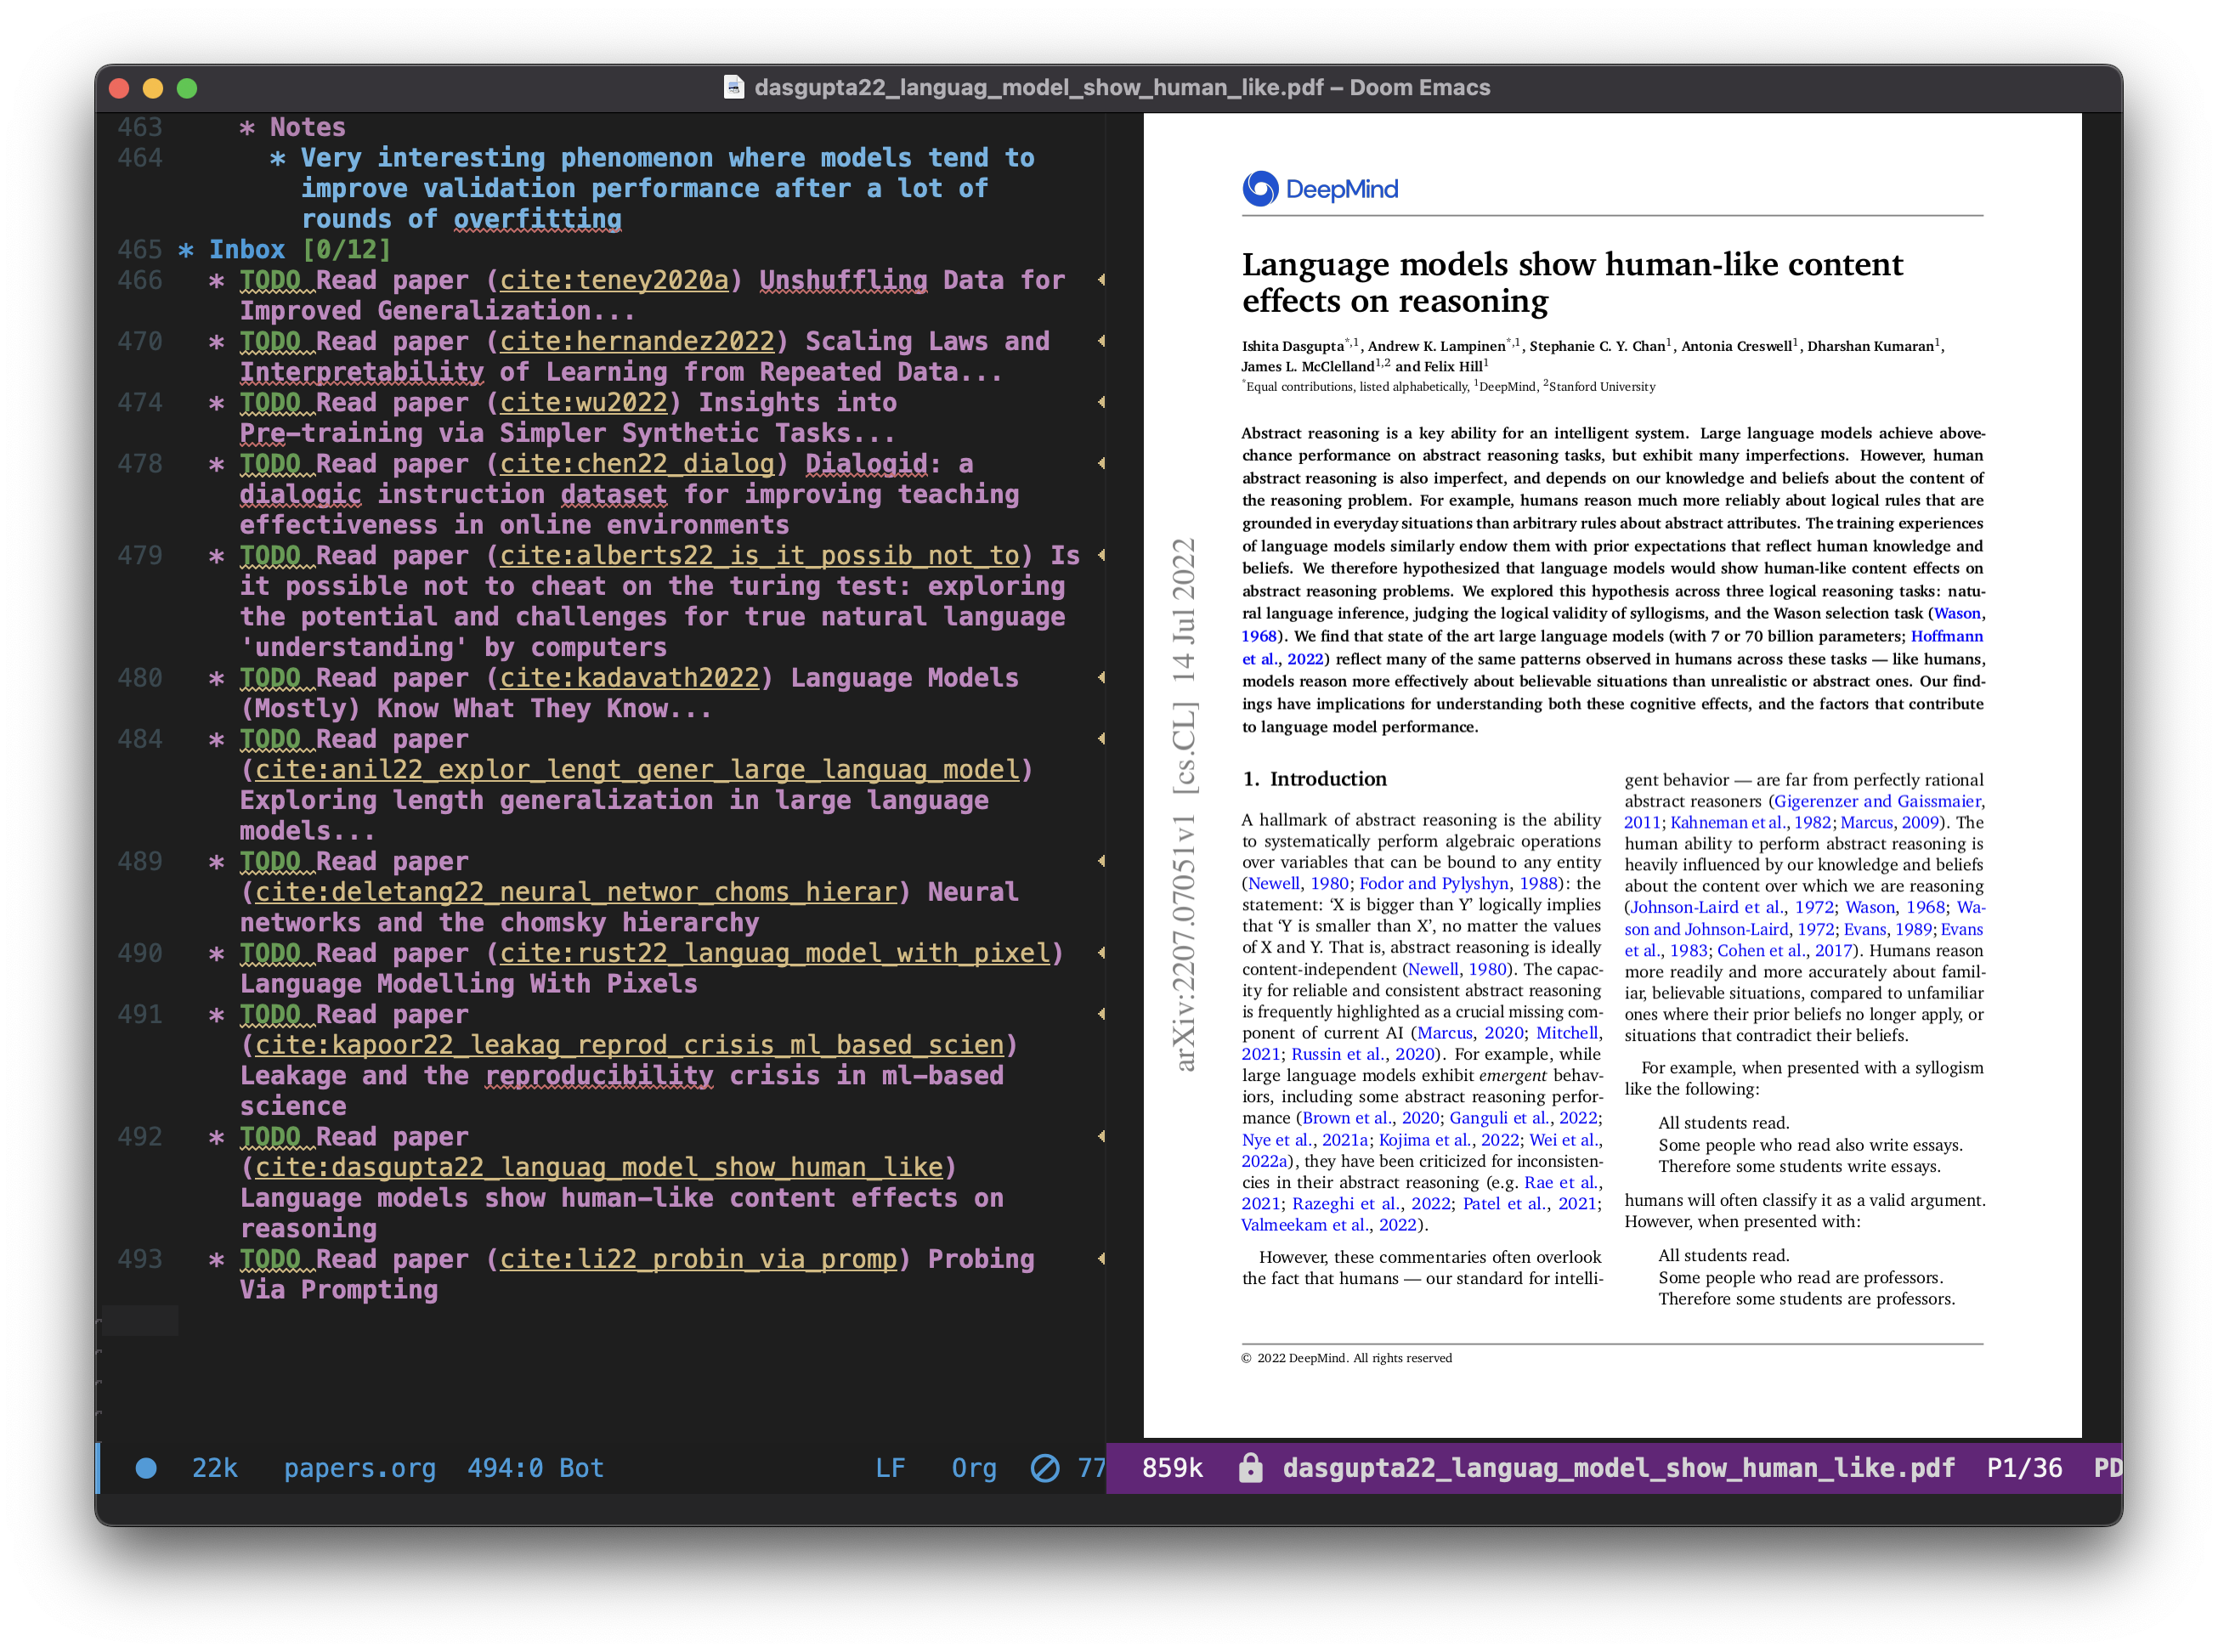 dasgupta22_languag_model_show_human_like.pdf – Doom Emacs
463 * Notes
464 * Very interesting phenomenon where models tend to
improve validation performance after a lot of
rounds of overfitting
465 * Inbox [0/12]
466 * TODO Read paper (cite:teney2020a) Unshuffling Data for
Improved Generalization...
470 * TODO Read paper (cite:hernandez2022) Scaling Laws and
Interpretability of Learning from Repeated Data...
474 * TODO Read paper (cite:wu2022) Insights into
Pre-training via Simpler Synthetic Tasks...
478 * TODO Read paper (cite:chen22_dialog) Dialogid: a
dialogic instruction dataset for improving teaching
effectiveness in online environments
479 * TODO Read paper (cite:alberts22_is_it_possib_not_to) Is
it possible not to cheat on the turing test: exploring
the potential and challenges for true natural language
'understanding' by computers
480 * TODO Read paper (cite:kadavath2022) Language Models
(Mostly) Know What They Know...
484 * TODO Read paper
(cite:anil22_explor_lengt_gener_large_languag_model)
Exploring length generalization in large language
models...
489 * TODO Read paper
(cite:deletang22_neural_networ_choms_hierar) Neural
networks and the chomsky hierarchy
490 * TODO Read paper (cite:rust22_languag_model_with_pixel)
Language Modelling With Pixels
491 * TODO Read paper
(cite:kapoor22_leakag_reprod_crisis_ml_based_scien)
Leakage and the reproducibility crisis in ml-based
science
492 * TODO Read paper
(cite:dasgupta22_languag_model_show_human_like)
Language models show human-like content effects on
reasoning
493 * TODO Read paper (cite:li22_probin_via_promp) Probing
Via Prompting
22k papers.org 494:0 Bot LF Org 77
DeepMind
Language models show human-like content
effects on reasoning
Ishita Dasgupta*,1, Andrew K. Lampinen*,1, Stephanie C. Y. Chan1, Antonia Creswell1, Dharshan Kumaran1,
James L. McClelland1,2 and Felix Hill1
*Equal contributions, listed alphabetically, 1DeepMind, 2Stanford University
Abstract reasoning is a key ability for an intelligent system. Large language models achieve above-
chance performance on abstract reasoning tasks, but exhibit many imperfections. However, human
abstract reasoning is also imperfect, and depends on our knowledge and beliefs about the content of
the reasoning problem. For example, humans reason much more reliably about logical rules that are
grounded in everyday situations than arbitrary rules about abstract attributes. The training experiences
of language models similarly endow them with prior expectations that reflect human knowledge and
beliefs. We therefore hypothesized that language models would show human-like content effects on
abstract reasoning problems. We explored this hypothesis across three logical reasoning tasks: natu-
ral language inference, judging the logical validity of syllogisms, and the Wason selection task (Wason,
1968). We find that state of the art large language models (with 7 or 70 billion parameters; Hoffmann
et al., 2022) reflect many of the same patterns observed in humans across these tasks — like humans,
models reason more effectively about believable situations than unrealistic or abstract ones. Our find-
ings have implications for understanding both these cognitive effects, and the factors that contribute
to language model performance.
arXiv:2207.07051v1 [cs.CL] 14 Jul 2022
1. Introduction
A hallmark of abstract reasoning is the ability
to systematically perform algebraic operations
over variables that can be bound to any entity
(Newell, 1980; Fodor and Pylyshyn, 1988): the
statement: ‘X is bigger than Y’ logically implies
that ‘Y is smaller than X’, no matter the values
of X and Y. That is, abstract reasoning is ideally
content-independent (Newell, 1980). The capac-
ity for reliable and consistent abstract reasoning
is frequently highlighted as a crucial missing com-
ponent of current AI (Marcus, 2020; Mitchell,
2021; Russin et al., 2020). For example, while
large language models exhibit emergent behav-
iors, including some abstract reasoning perfor-
mance (Brown et al., 2020; Ganguli et al., 2022;
Nye et al., 2021a; Kojima et al., 2022; Wei et al.,
2022a), they have been criticized for inconsisten-
cies in their abstract reasoning (e.g. Rae et al.,
2021; Razeghi et al., 2022; Patel et al., 2021;
Valmeekam et al., 2022).
However, these commentaries often overlook
the fact that humans — our standard for intelli-
gent behavior — are far from perfectly rational
abstract reasoners (Gigerenzer and Gaissmaier,
2011; Kahneman et al., 1982; Marcus, 2009). The
human ability to perform abstract reasoning is
heavily influenced by our knowledge and beliefs
about the content over which we are reasoning
(Johnson-Laird et al., 1972; Wason, 1968; Wa-
son and Johnson-Laird, 1972; Evans, 1989; Evans
et al., 1983; Cohen et al., 2017). Humans reason
more readily and more accurately about famil-
iar, believable situations, compared to unfamiliar
ones where their prior beliefs no longer apply, or
situations that contradict their beliefs.
For example, when presented with a syllogism
like the following:
All students read.
Some people who read also write essays.
Therefore some students write essays.
humans will often classify it as a valid argument.
However, when presented with:
All students read.
Some people who read are professors.
Therefore some students are professors.
© 2022 DeepMind. All rights reserved
859k dasgupta22_languag_model_show_human_like.pdf P1/36 PD